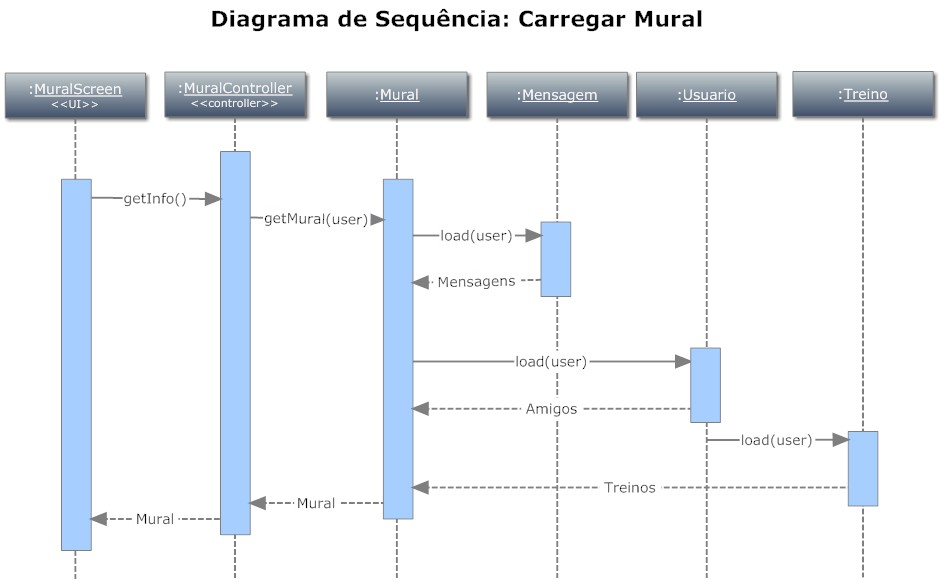 Diagrama de Sequência: Carregar Mural
:MuralScreen
<<UI>>
:MuralController
<<controller>>
:Mural
:Mensagem
:Usuario
:Treino
getInfo()
getMural(user)
load(user)
Mensagens
load(user)
Amigos
load(user)
Treinos
Mural
Mural